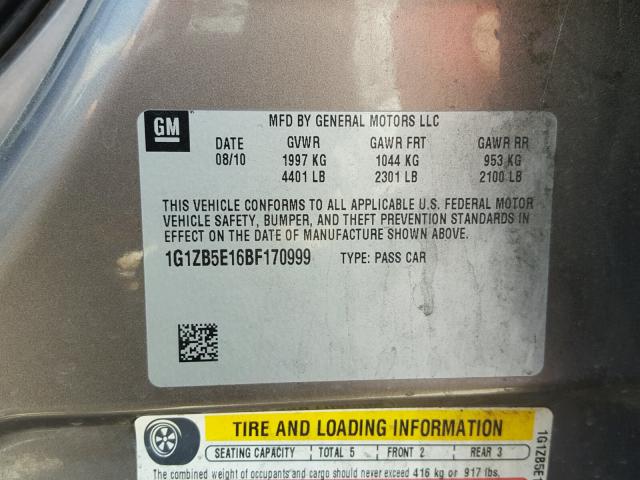 GM
MFD BY GENERAL MOTORS LLC
DATE GVWR GAWR FRT GAWR RR
08/10 1997 KG 1044 KG 953 KG
4401 LB 2301 LB 2100 LB
THIS VEHICLE CONFORMS TO ALL APPLICABLE U.S. FEDERAL MOTOR
VEHICLE SAFETY, BUMPER, AND THEFT PREVENTION STANDARDS IN
EFFECT ON THE DATE OF MANUFACTURE SHOWN ABOVE.
1G1ZB5E16BF170999 TYPE: PASS CAR
TIRE AND LOADING INFORMATION
SEATING CAPACITY TOTAL 5 FRONT 2 REAR 3
The combined weight of occupants and cargo should never exceed 416 kg or 917 lbs.
1G1ZB5E1